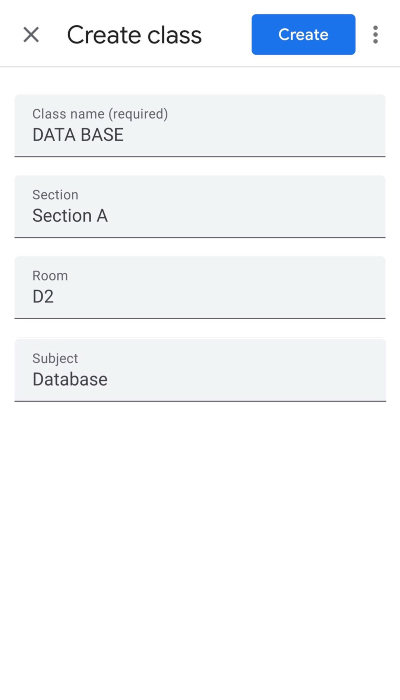 Create class
Create
Class name (required)
DATA BASE
Section
Section A
Room
D2
Subject
Database